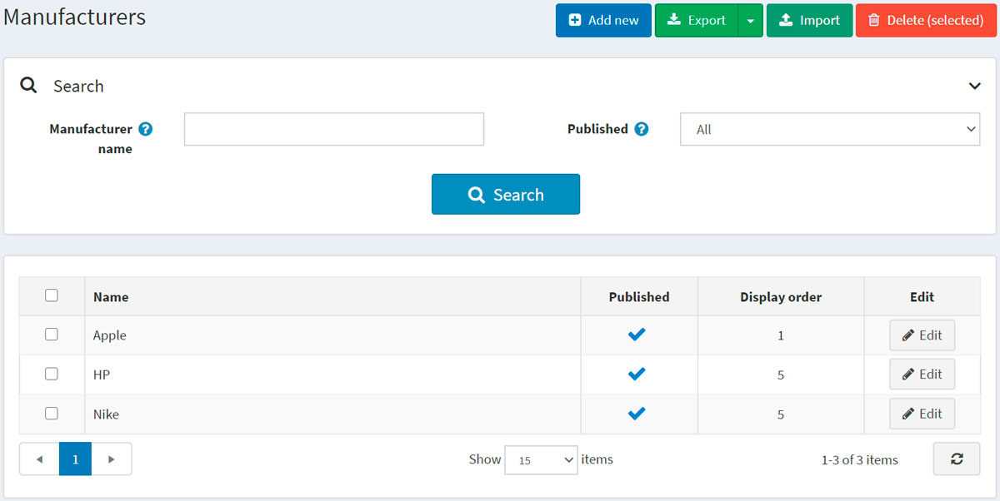 Manufacturers
Add new Export Import Delete (selected)
Search
Manufacturer name Published All
Search
Name Published Display order Edit
Apple 1 Edit
HP 5 Edit
Nike 5 Edit
1 Show 15 items 1-3 of 3 items